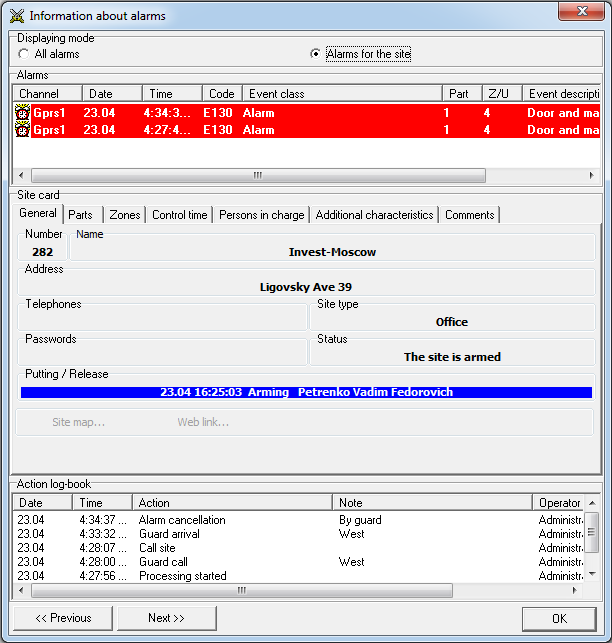 Information about alarms
Displaying mode
All alarms Alarms for the site
Alarms
Channel Date Time Code Event class Part Z/U Event descripti
Gprs1 23.04 4:34:3... E130 Alarm 1 4 Door and ma
Gprs1 23.04 4:27:4... E130 Alarm 1 4 Door and ma
Site card
General Parts Zones Control time Persons in charge Additional characteristics Comments
Number Name
282 Invest-Moscow
Address
Ligovsky Ave 39
Telephones Site type
Office
Passwords Status
The site is armed
Putting / Release
23.04 16:25:03 Arming Petrenko Vadim Fedorovich
Site map... Web link...
Action log-book
Date Time Action Note Operator
23.04 4:34:37 ... Alarm cancellation By guard Administra
23.04 4:33:32 ... Guard arrival West Administra
23.04 4:28:07 ... Call site Administra
23.04 4:28:00 ... Guard call West Administra
23.04 4:27:56 ... Processing started Administra
<< Previous Next >> OK